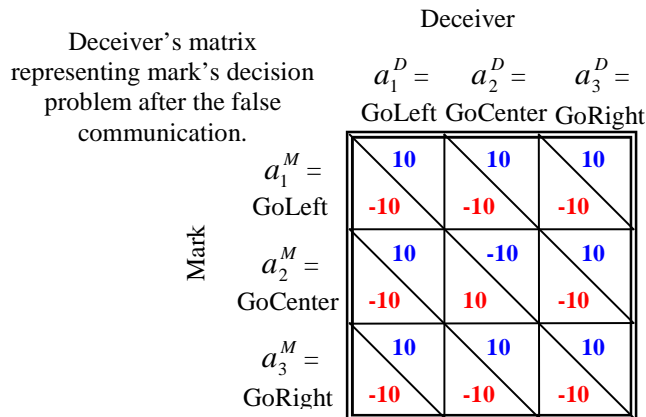 Deceiver's matrix
representing mark's decision
problem after the false
communication.
Deceiver
a₁ᴰ = a₂ᴰ = a₃ᴰ =
GoLeft GoCenter GoRight
Mark
a₁ᴹ =
GoLeft
10 10 10
-10 -10 -10
a₂ᴹ =
GoCenter
10 -10 10
-10 10 -10
a₃ᴹ =
GoRight
10 10 10
-10 -10 -10